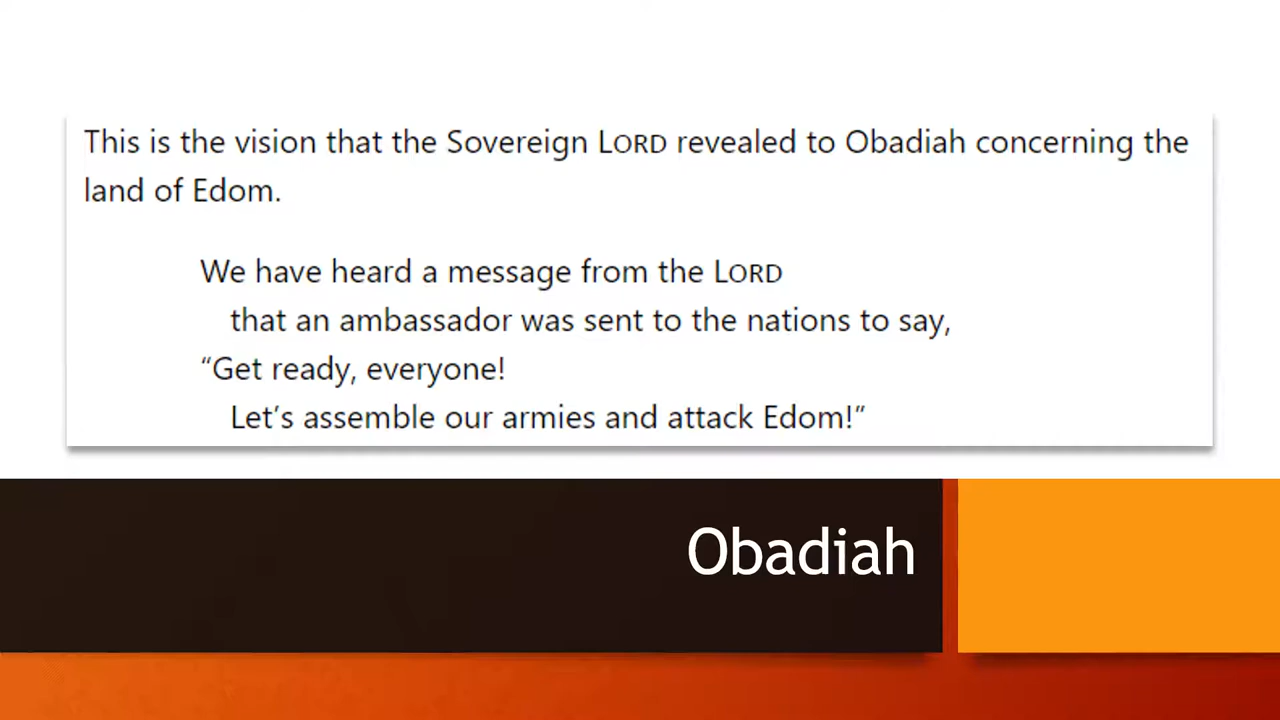 This is the vision that the Sovereign LORD revealed to Obadiah concerning the
land of Edom.
We have heard a message from the LORD
that an ambassador was sent to the nations to say,
“Get ready, everyone!
Let’s assemble our armies and attack Edom!”
Obadiah